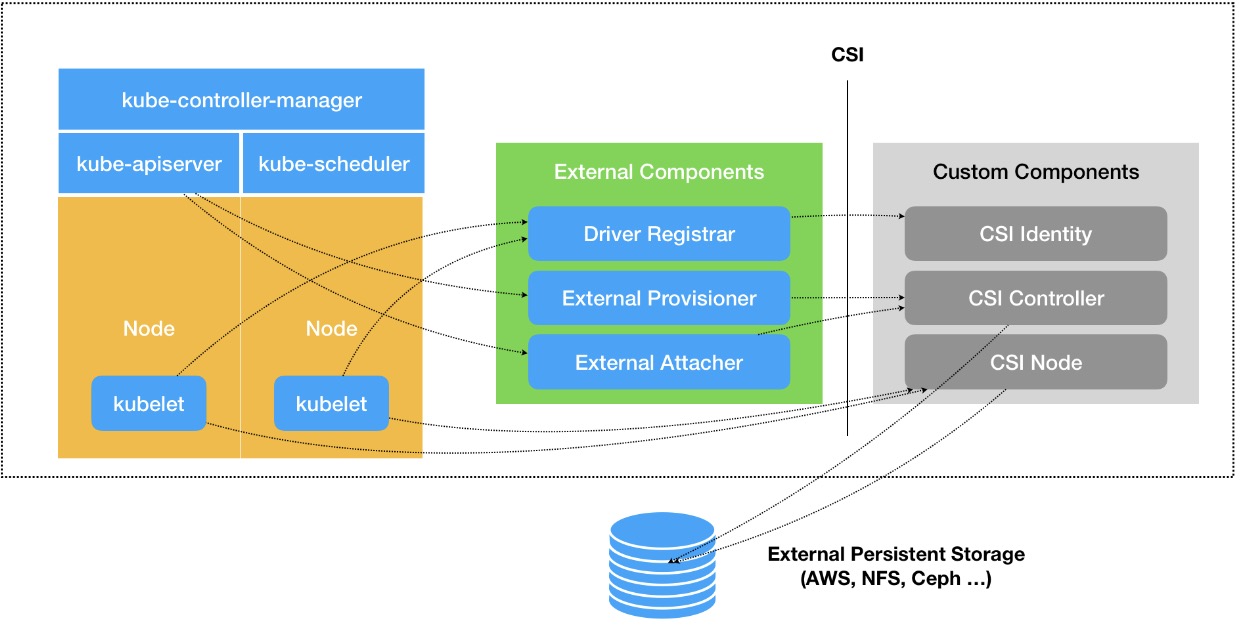 CSI
kube-controller-manager
kube-apiserver
kube-scheduler
External Components
Custom Components
Driver Registrar
CSI Identity
External Provisioner
CSI Controller
Node
Node
External Attacher
CSI Node
kubelet
kubelet
External Persistent Storage
(AWS, NFS, Ceph ...)